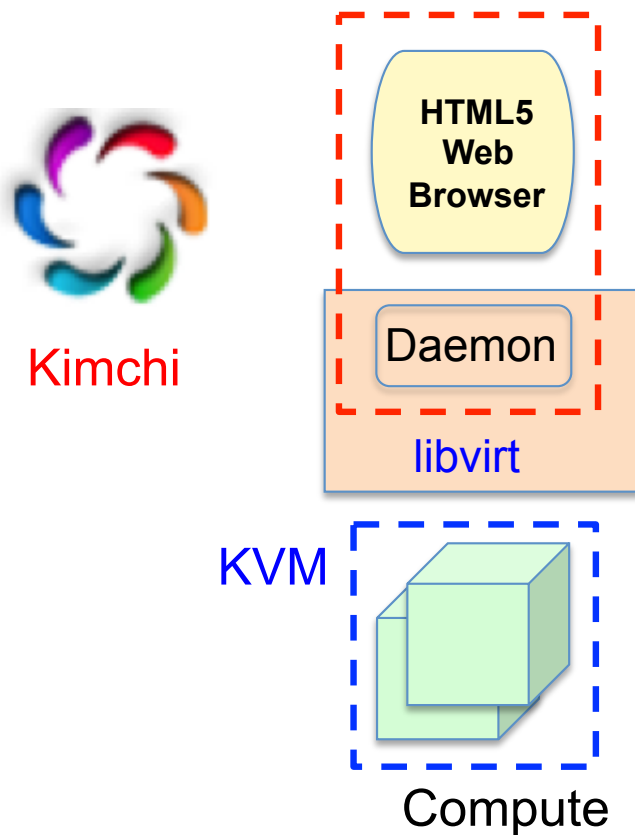 HTML5
Web
Browser
Daemon
Kimchi
libvirt
KVM
Compute